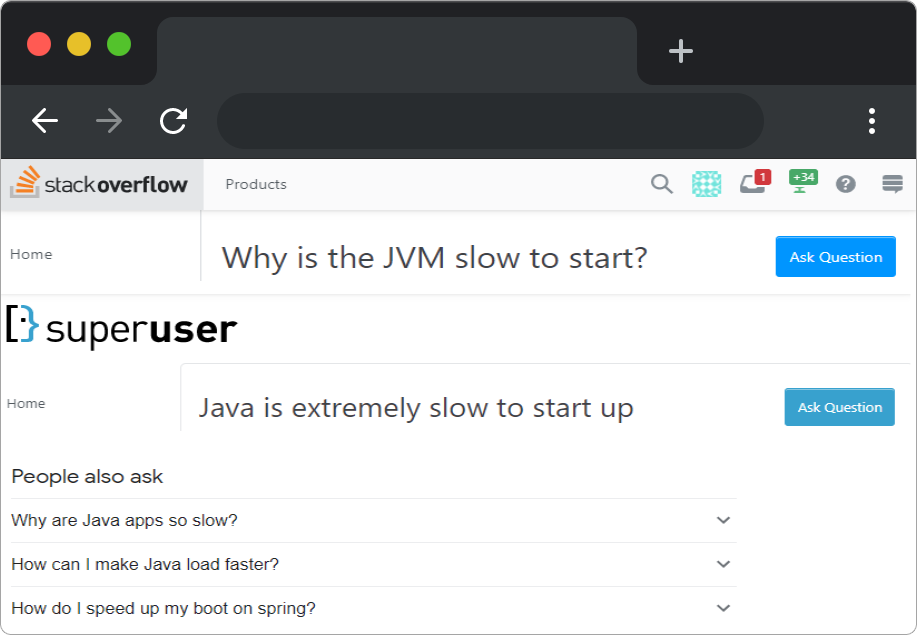 stackoverflow Products 1 +34 ?
Home Why is the JVM slow to start? Ask Question
superuser
Home Java is extremely slow to start up Ask Question
People also ask
Why are Java apps so slow?
How can I make Java load faster?
How do I speed up my boot on spring?